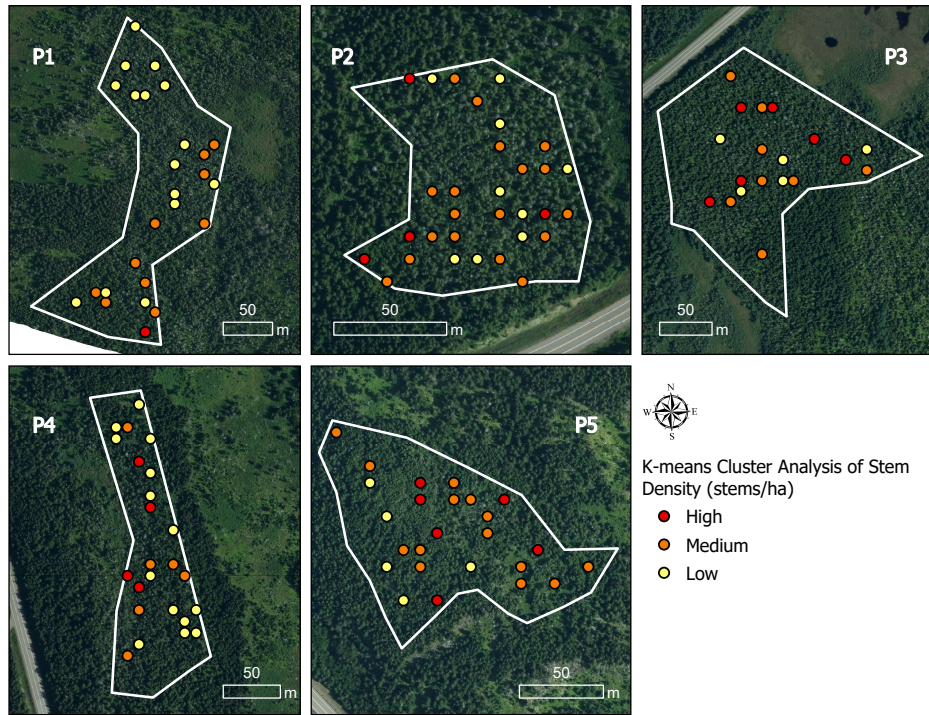 P1
P2
P3
50
m
50
m
50
m
P4
P5
50
m
50
m
N
W
E
S
K-means Cluster Analysis of Stem
Density (stems/ha)
High
Medium
Low